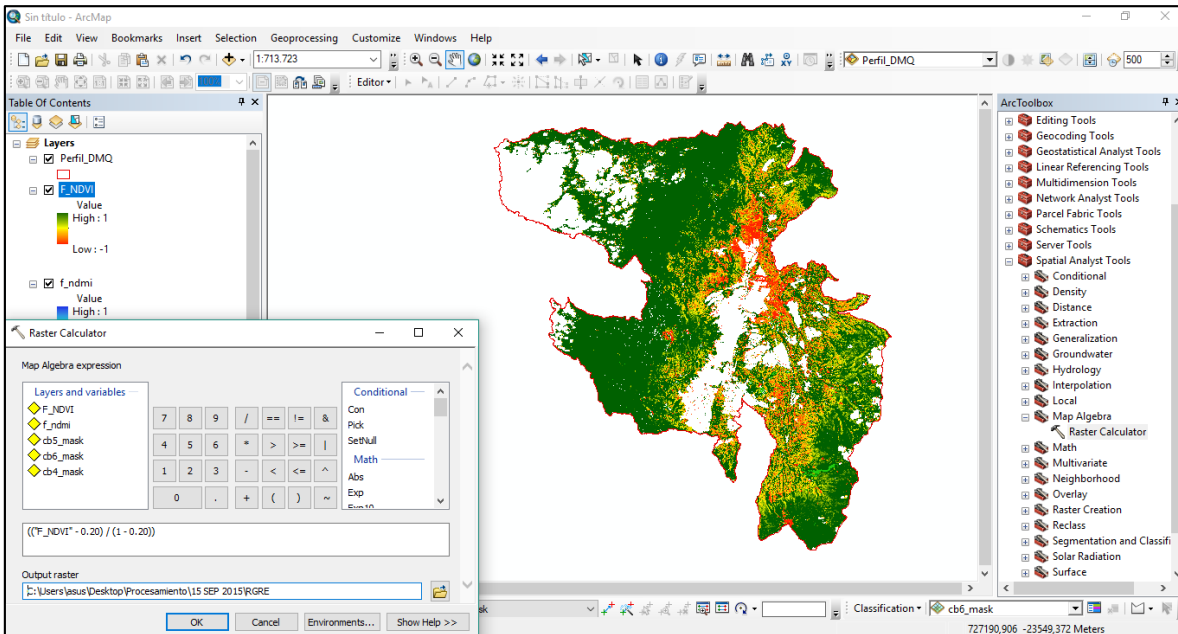 Sin título - ArcMap
File Edit View Bookmarks Insert Selection Geoprocessing Customize Windows Help
1:713.723
Perfil_DMQ
500
Editor
Table Of Contents
Layers
Perfil_DMQ
F_NDVI
Value
High : 1
Low : -1
f_ndmi
Value
High : 1
Raster Calculator
Map Algebra expression
Layers and variables
F_NDVI
f_ndmi
cb5_mask
cb6_mask
cb4_mask
7 8 9 / == != &
4 5 6 * > >= |
1 2 3 - < <= ^
0 . + ( ) ~
Conditional
Con
Pick
SetNull
Math
Abs
Exp
Exp10
(("F_NDVI" - 0.20) / (1 - 0.20))
Output raster
C:\Users\asus\Desktop\Procesamiento\15 SEP 2015\RGRE
OK Cancel Environments... Show Help >>
ArcToolbox
Editing Tools
Geocoding Tools
Geostatistical Analyst Tools
Linear Referencing Tools
Multidimension Tools
Network Analyst Tools
Parcel Fabric Tools
Schematics Tools
Server Tools
Spatial Analyst Tools
Conditional
Density
Distance
Extraction
Generalization
Groundwater
Hydrology
Interpolation
Local
Map Algebra
Raster Calculator
Math
Multivariate
Neighborhood
Overlay
Raster Creation
Reclass
Segmentation and Classifi
Solar Radiation
Surface
sk
Classification
cb6_mask
727190,906 -23549,372 Meters